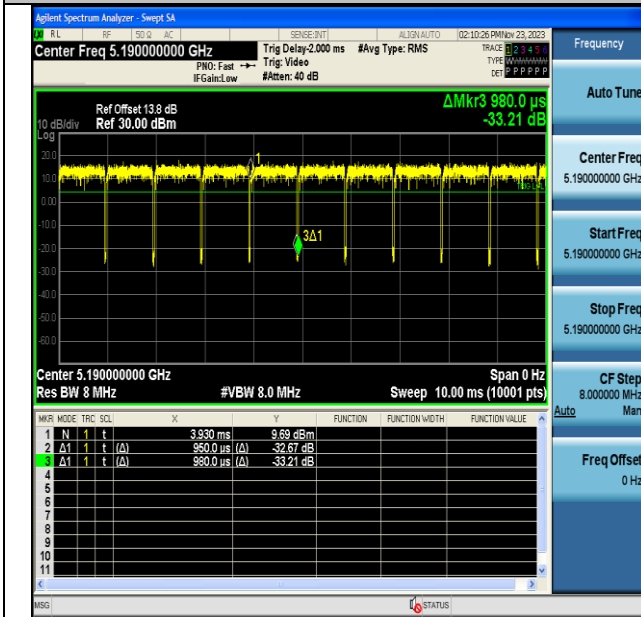 Agilent Spectrum Analyzer - Swept SA
RL RF 50 Ω AC SENSE:INT ALIGN AUTO 02:10:26 PM Nov 23, 2023
Center Freq 5.190000000 GHz
Trig Delay-2.000 ms #Avg Type: RMS
TRACE 1 2 3 4 5 6
PNO: Fast Trig: Video
TYPE WWWWWW
IFGain:Low #Atten: 40 dB
DET P P P P P P
Frequency
Auto Tune
ΔMkr3 980.0 µs
-33.21 dB
Ref Offset 13.8 dB
10 dB/div Ref 30.00 dBm
Log
20.0
10.0
0.00
-10.0
-20.0
-30.0
-40.0
-50.0
-60.0
1
3Δ1
TRIG LVL
Center 5.190000000 GHz Span 0 Hz
Res BW 8 MHz #VBW 8.0 MHz Sweep 10.00 ms (10001 pts)
Center Freq
5.190000000 GHz
Start Freq
5.190000000 GHz
Stop Freq
5.190000000 GHz
CF Step
8.000000 MHz
Auto Man
Freq Offset
0 Hz
MKR MODE TRC SCL X Y FUNCTION FUNCTION WIDTH FUNCTION VALUE
1 N 1 t 3.930 ms 9.69 dBm
2 Δ1 1 t (Δ) 950.0 µs (Δ) -32.67 dB
3 Δ1 1 t (Δ) 980.0 µs (Δ) -33.21 dB
4
5
6
7
8
9
10
11
MSG STATUS